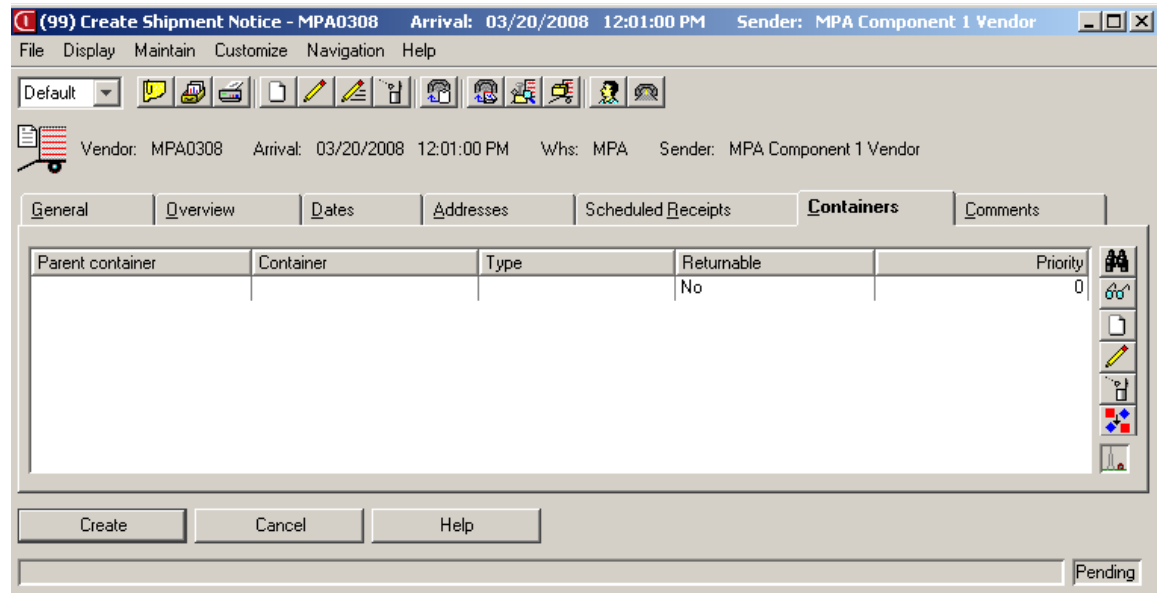 (99) Create Shipment Notice - MPA0308 Arrival: 03/20/2008 12:01:00 PM Sender: MPA Component 1 Vendor
File Display Maintain Customize Navigation Help
Default
Vendor: MPA0308 Arrival: 03/20/2008 12:01:00 PM Whs: MPA Sender: MPA Component 1 Vendor
General Overview Dates Addresses Scheduled Receipts Containers Comments
Parent container Container Type Returnable Priority
No 0
Create Cancel Help
Pending